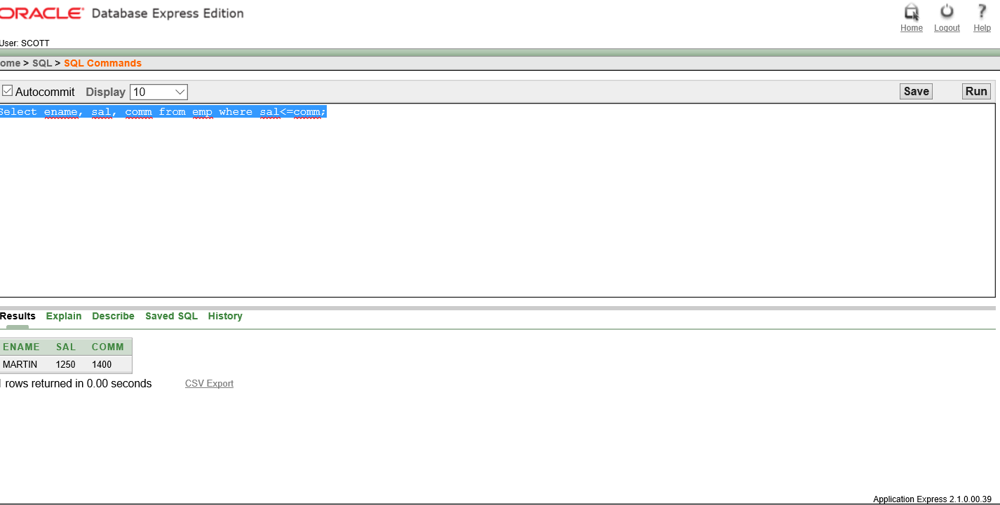 ORACLE Database Express Edition
Home Logout Help
User: SCOTT
ome > SQL > SQL Commands
Autocommit Display 10 Save Run
Select ename, sal, comm from emp where sal<=comm;
Results Explain Describe Saved SQL History
ENAME SAL COMM
MARTIN 1250 1400
rows returned in 0.00 seconds CSV Export
Application Express 2.1.0.00.39